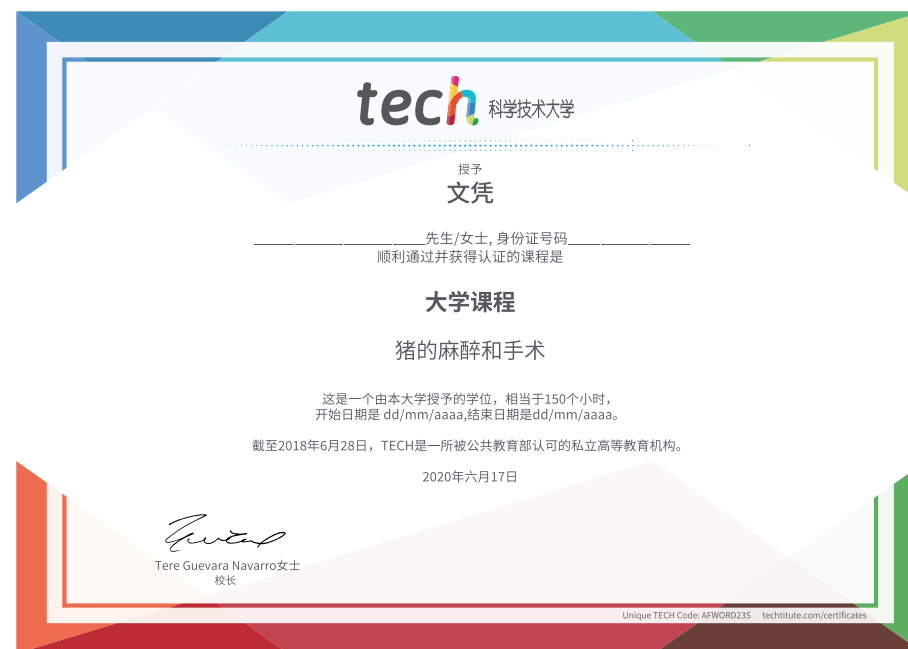 tech 科学技术大学
授予
文凭
先生/女士, 身份证号码
顺利通过并获得认证的课程是
大学课程
猪的麻醉和手术
这是一个由本大学授予的学位，相当于150个小时，
开始日期是 dd/mm/aaaa,结束日期是dd/mm/aaaa。
截至2018年6月28日，TECH是一所被公共教育部认可的私立高等教育机构。
2020年六月17日
Tere Guevara Navarro女士
校长
Unique TECH Code: AFWORD23S techtitute.com/certificates